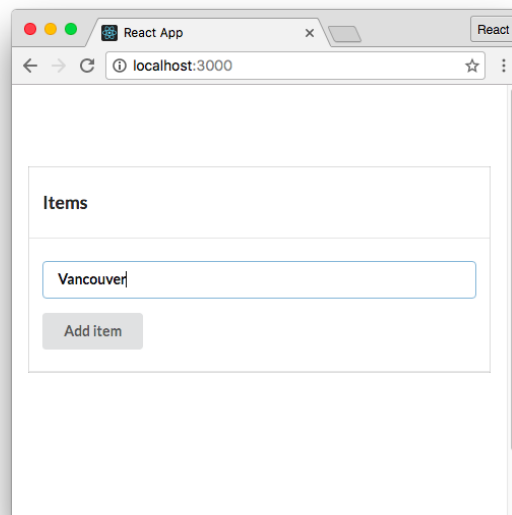 React App
React
localhost:3000
Items
Vancouver
Add item